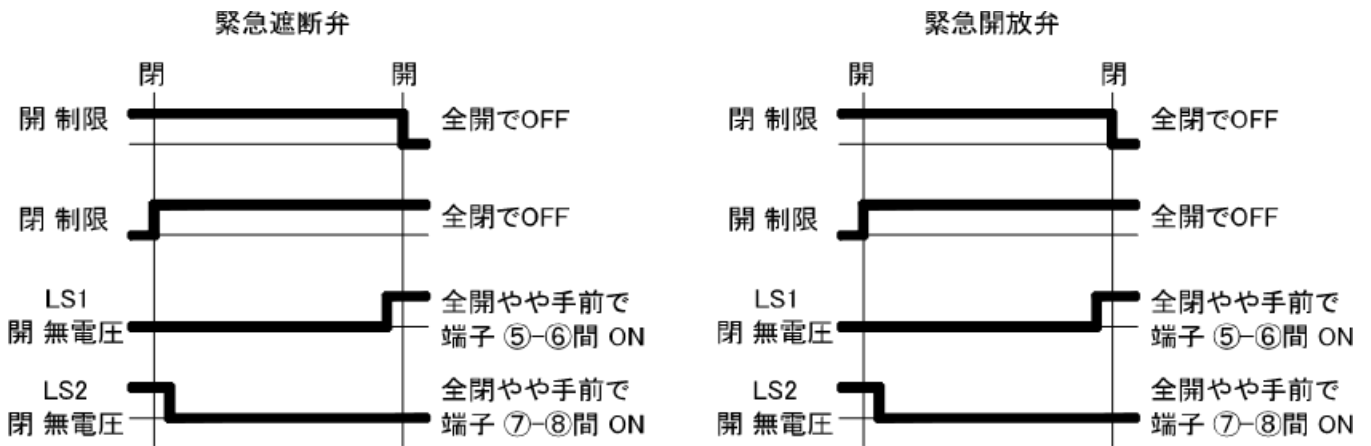 緊急遮断弁
閉 開
開 制限 全開でOFF
閉 制限 全閉でOFF
LS1
開 無電圧
全開やや手前で
端子 ⑤-⑥間 ON
LS2
閉 無電圧
全閉やや手前で
端子 ⑦-⑧間 ON
緊急開放弁
開 閉
閉 制限 全閉でOFF
開 制限 全開でOFF
LS1
閉 無電圧
全閉やや手前で
端子 ⑤-⑥間 ON
LS2
開 無電圧
全開やや手前で
端子 ⑦-⑧間 ON